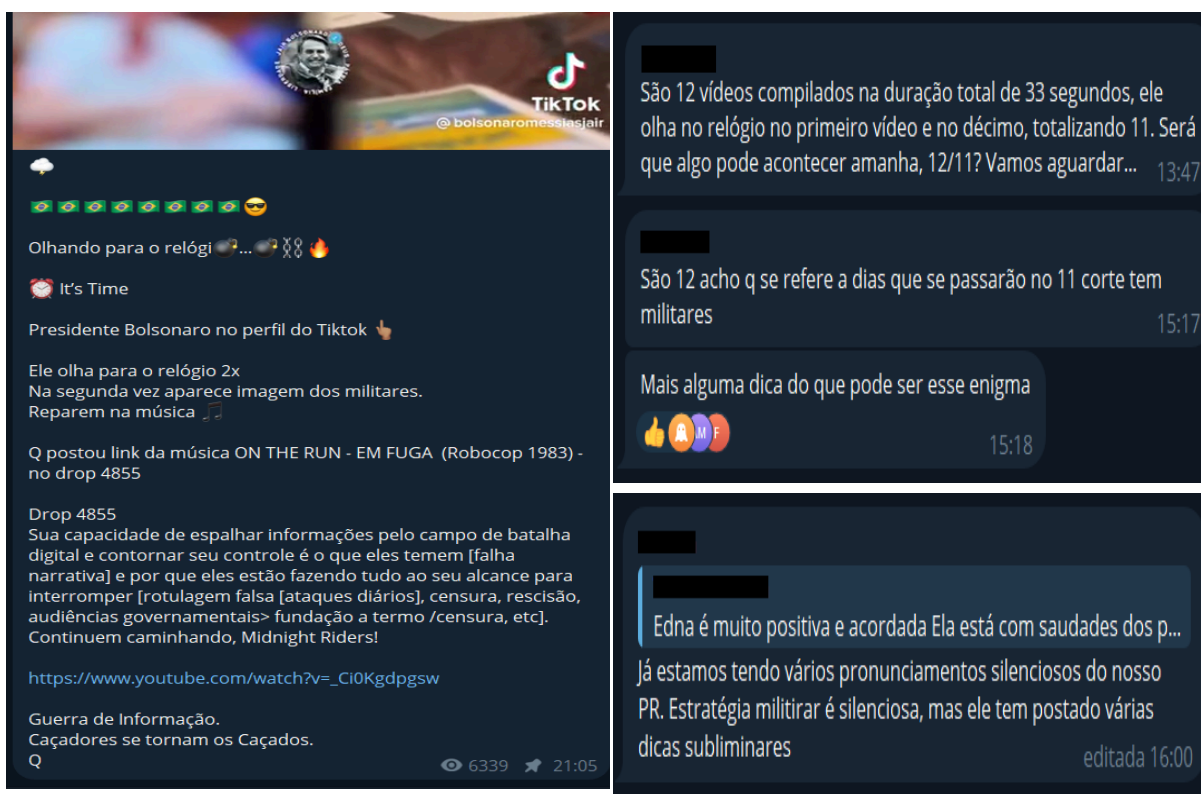 TikTok
@ bolsonaromessiasjair
Olhando para o relógi💣...💣⛓️🔥
⏰ It’s Time
Presidente Bolsonaro no perfil do Tiktok 👆🏽
Ele olha para o relógio 2x
Na segunda vez aparece imagem dos militares.
Reparem na música 🎵
Q postou link da música ON THE RUN - EM FUGA (Robocop 1983) -
no drop 4855
Drop 4855
Sua capacidade de espalhar informações pelo campo de batalha
digital e contornar seu controle é o que eles temem [falha
narrativa] e por que eles estão fazendo tudo ao seu alcance para
interromper [rotulagem falsa [ataques diários], censura, rescisão,
audiências governamentais> fundação a termo /censura, etc].
Continuem caminhando, Midnight Riders!
https://www.youtube.com/watch?v=_Ci0Kgdpgsw
Guerra de Informação.
Caçadores se tornam os Caçados.
Q
6339 21:05
São 12 vídeos compilados na duração total de 33 segundos, ele
olha no relógio no primeiro vídeo e no décimo, totalizando 11. Será
que algo pode acontecer amanha, 12/11? Vamos aguardar...
13:47
São 12 acho q se refere a dias que se passarão no 11 corte tem
militares
15:17
Mais alguma dica do que pode ser esse enigma
M F
15:18
Edna é muito positiva e acordada Ela está com saudades dos p...
Já estamos tendo vários pronunciamentos silenciosos do nosso
PR. Estratégia militirar é silenciosa, mas ele tem postado várias
dicas subliminares
editada 16:00